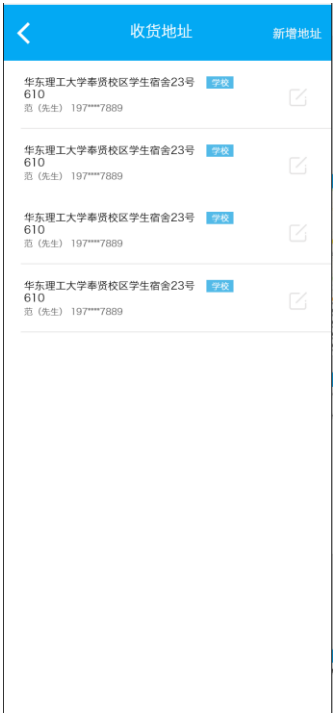 收货地址 新增地址
华东理工大学奉贤校区学生宿舍23号 学校
610
范（先生） 197****7889
华东理工大学奉贤校区学生宿舍23号 学校
610
范（先生） 197****7889
华东理工大学奉贤校区学生宿舍23号 学校
610
范（先生） 197****7889
华东理工大学奉贤校区学生宿舍23号 学校
610
范（先生） 197****7889